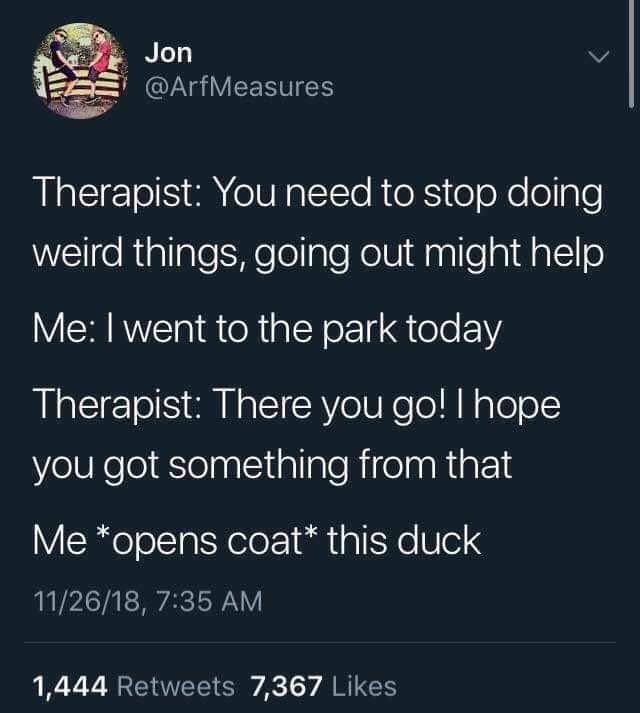 Jon
@ArfMeasures
Therapist: You need to stop doing
weird things, going out might help
Me: I went to the park today
Therapist: There you go! I hope
you got something from that
Me *opens coat* this duck
11/26/18, 7:35 AM
1,444 Retweets 7,367 Likes